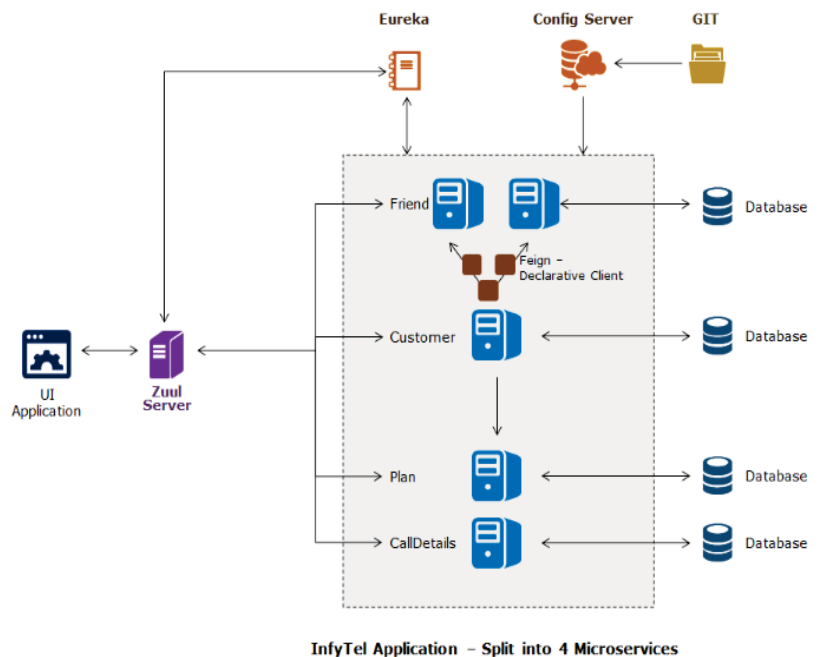 Eureka
Config Server
GIT
Friend
Database
Feign –
Declarative Client
Customer
Database
UI
Application
Zuul
Server
Plan
Database
CallDetails
Database
InfyTel Application – Split into 4 Microservices